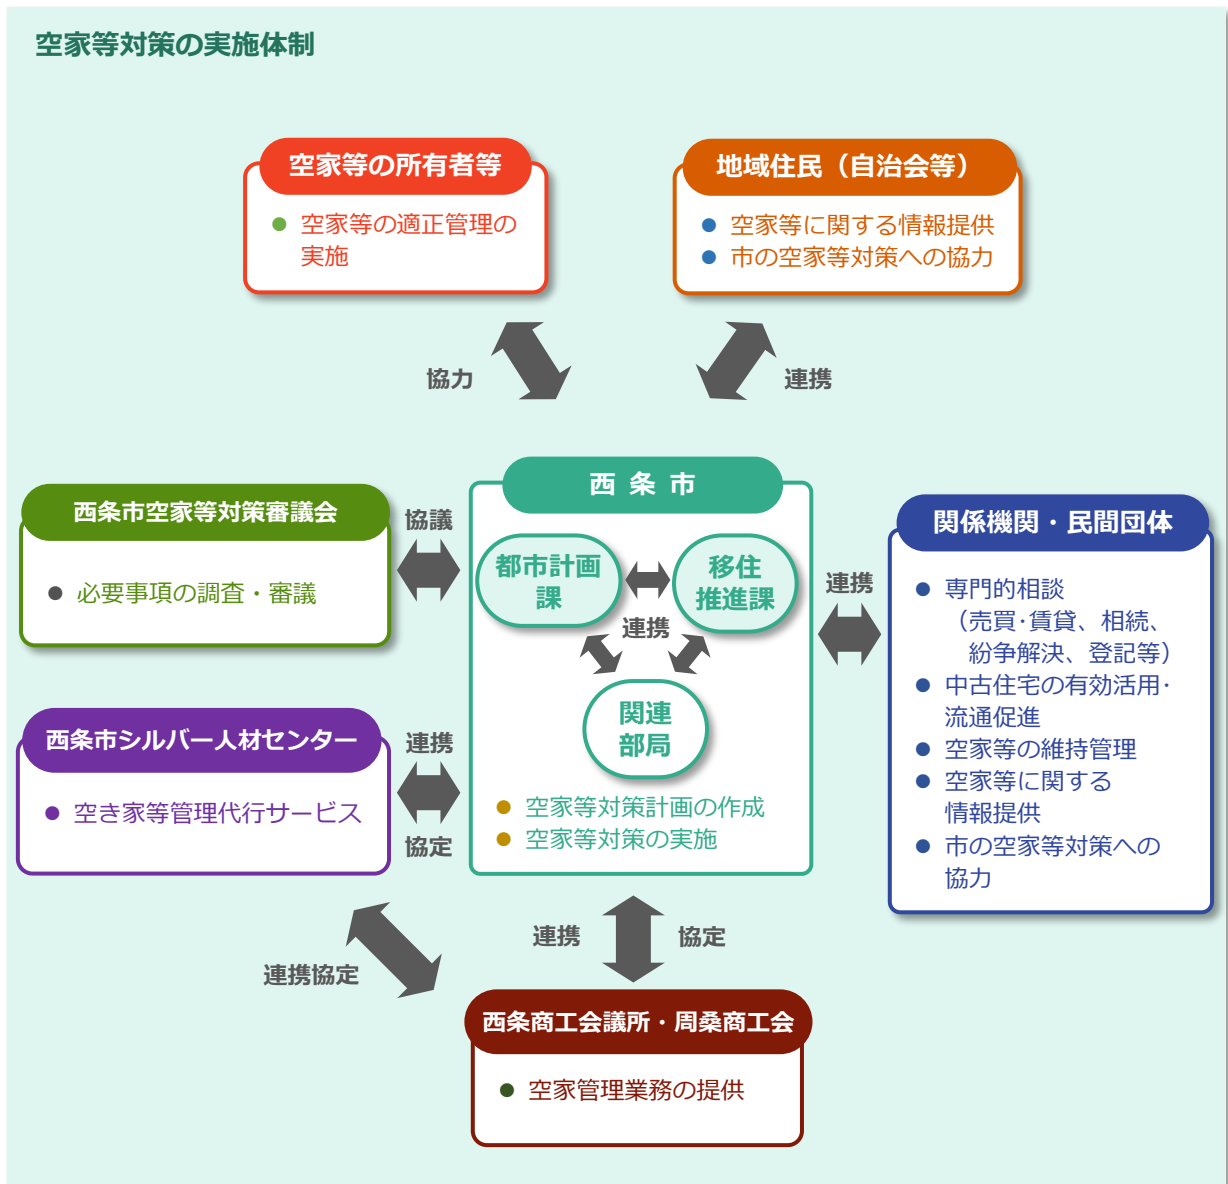 空家等対策の実施体制
空家等の所有者等
● 空家等の適正管理の
実施
地域住民（自治会等）
● 空家等に関する情報提供
● 市の空家等対策への協力
協力
連携
西条市空家等対策審議会
● 必要事項の調査・審議
協議
西 条 市
都市計画
課
移住
推進課
連携
関連
部局
● 空家等対策計画の作成
● 空家等対策の実施
連携
関係機関・民間団体
● 専門的相談
（売買･賃貸、相続、
紛争解決、登記等）
● 中古住宅の有効活用･
流通促進
● 空家等の維持管理
● 空家等に関する
情報提供
● 市の空家等対策への
協力
西条市シルバー人材センター
● 空き家等管理代行サービス
連携
協定
連携協定
連携
協定
西条商工会議所・周桑商工会
● 空家管理業務の提供